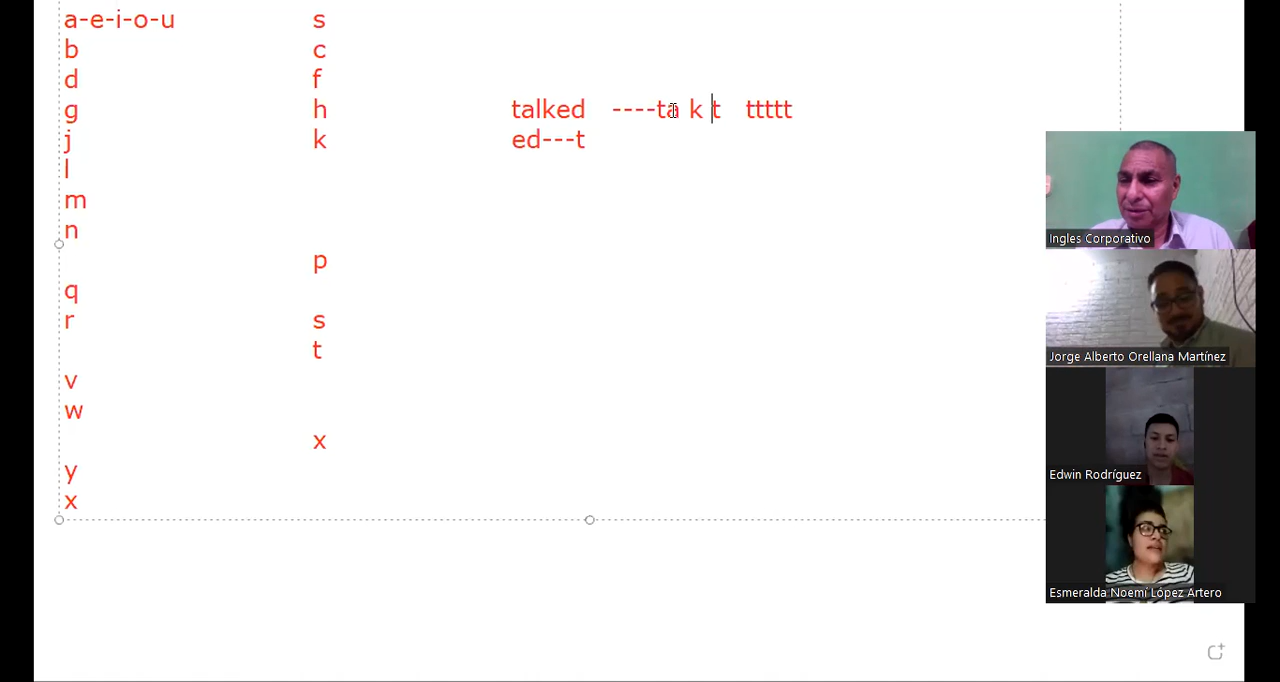 a-e-i-o-u s
b c
d f
g h talked ----ta k t ttttt
j k ed---t
l
m
n
p
q
r s
t
v
w
x
y
x
Ingles Corporativo
Jorge Alberto Orellana Martínez
Edwin Rodríguez
Esmeralda Noemí López Artero